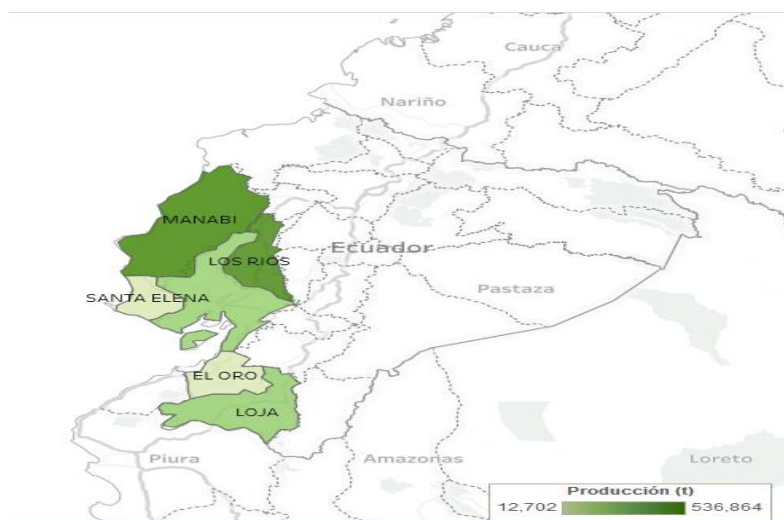 Cauca
Nariño
MANABI
Ecuador
LOS RIOS
Pastaza
SANTA ELENA
EL ORO
LOJA
Piura
Amazonas
Loreto
Producción (t)
12,702 536,864